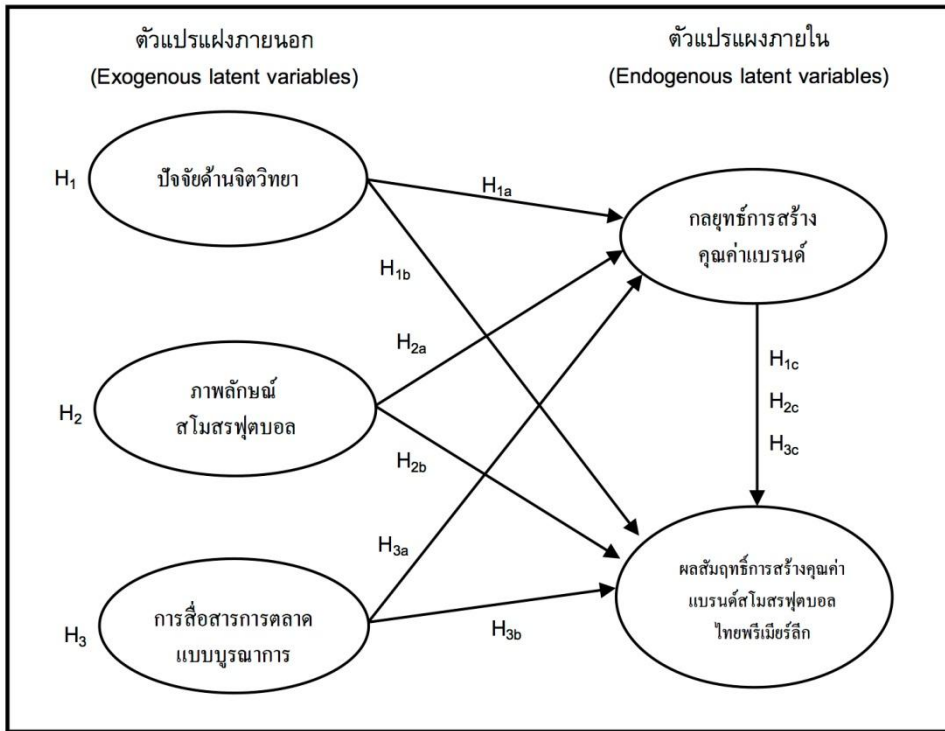 ตัวแปรแฝงภายนอก
(Exogenous latent variables)
ตัวแปรแผงภายใน
(Endogenous latent variables)
H1
ปัจจัยด้านจิตวิทยา
H1a
กลยุทธ์การสร้าง
คุณค่าแบรนด์
H1b
H2a
H2
ภาพลักษณ์
สโมสรฟุตบอล
H2b
H1c
H2c
H3c
H3a
H3
การสื่อสารการตลาด
แบบบูรณาการ
H3b
ผลสัมฤทธิ์การสร้างคุณค่า
แบรนด์สโมสรฟุตบอล
ไทยพรีเมียร์ลีก